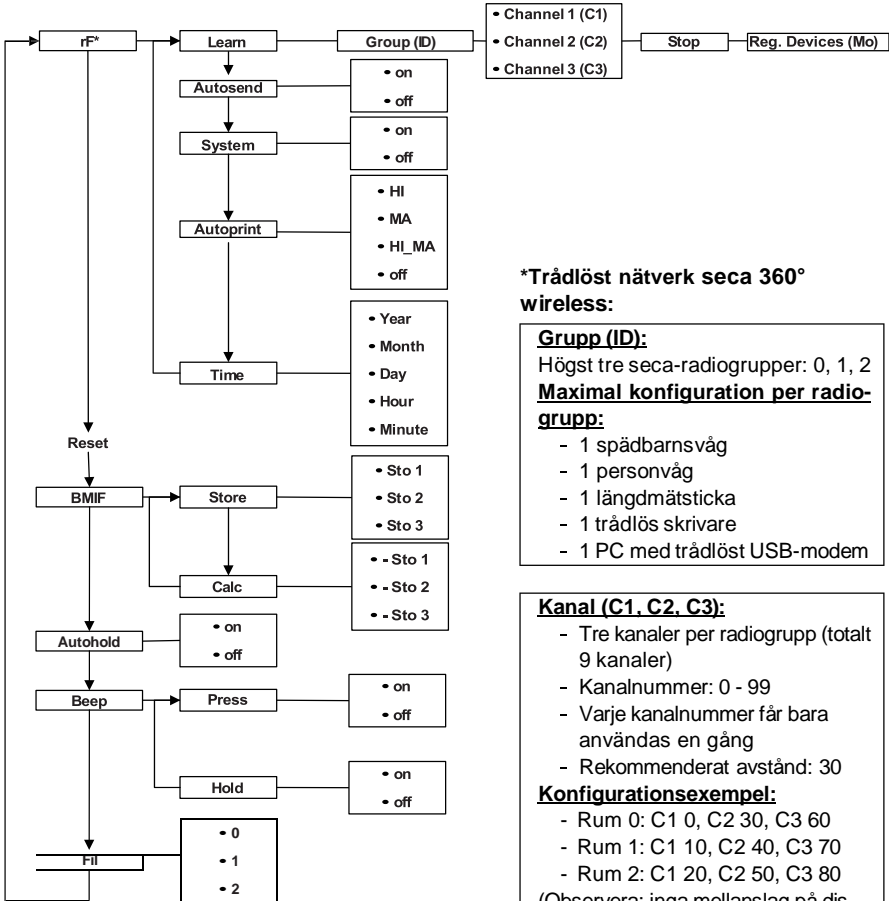 rF*
Learn
Group (ID)
• Channel 1 (C1)
• Channel 2 (C2)
• Channel 3 (C3)
Stop
Reg. Devices (Mo)
Autosend
• on
• off
System
• on
• off
Autoprint
• HI
• MA
• HI_MA
• off
Time
• Year
• Month
• Day
• Hour
• Minute
Reset
BMIF
Store
• Sto 1
• Sto 2
• Sto 3
Calc
• - Sto 1
• - Sto 2
• - Sto 3
Autohold
• on
• off
Beep
Press
• on
• off
Hold
• on
• off
Fil
• 0
• 1
• 2
*Trådlöst nätverk seca 360°
wireless:
Grupp (ID):
Högst tre seca-radiogrupper: 0, 1, 2
Maximal konfiguration per radio-
grupp:
- 1 spädbarnsvåg
- 1 personvåg
- 1 längdmätsticka
- 1 trådlös skrivare
- 1 PC med trådlöst USB-modem
Kanal (C1, C2, C3):
- Tre kanaler per radiogrupp (totalt
9 kanaler)
- Kanalnummer: 0 - 99
- Varje kanalnummer får bara
användas en gång
- Rekommenderat avstånd: 30
Konfigurationsexempel:
- Rum 0: C1 0, C2 30, C3 60
- Rum 1: C1 10, C2 40, C3 70
- Rum 2: C1 20, C2 50, C3 80
(Observera: inga mellanslag på dis-